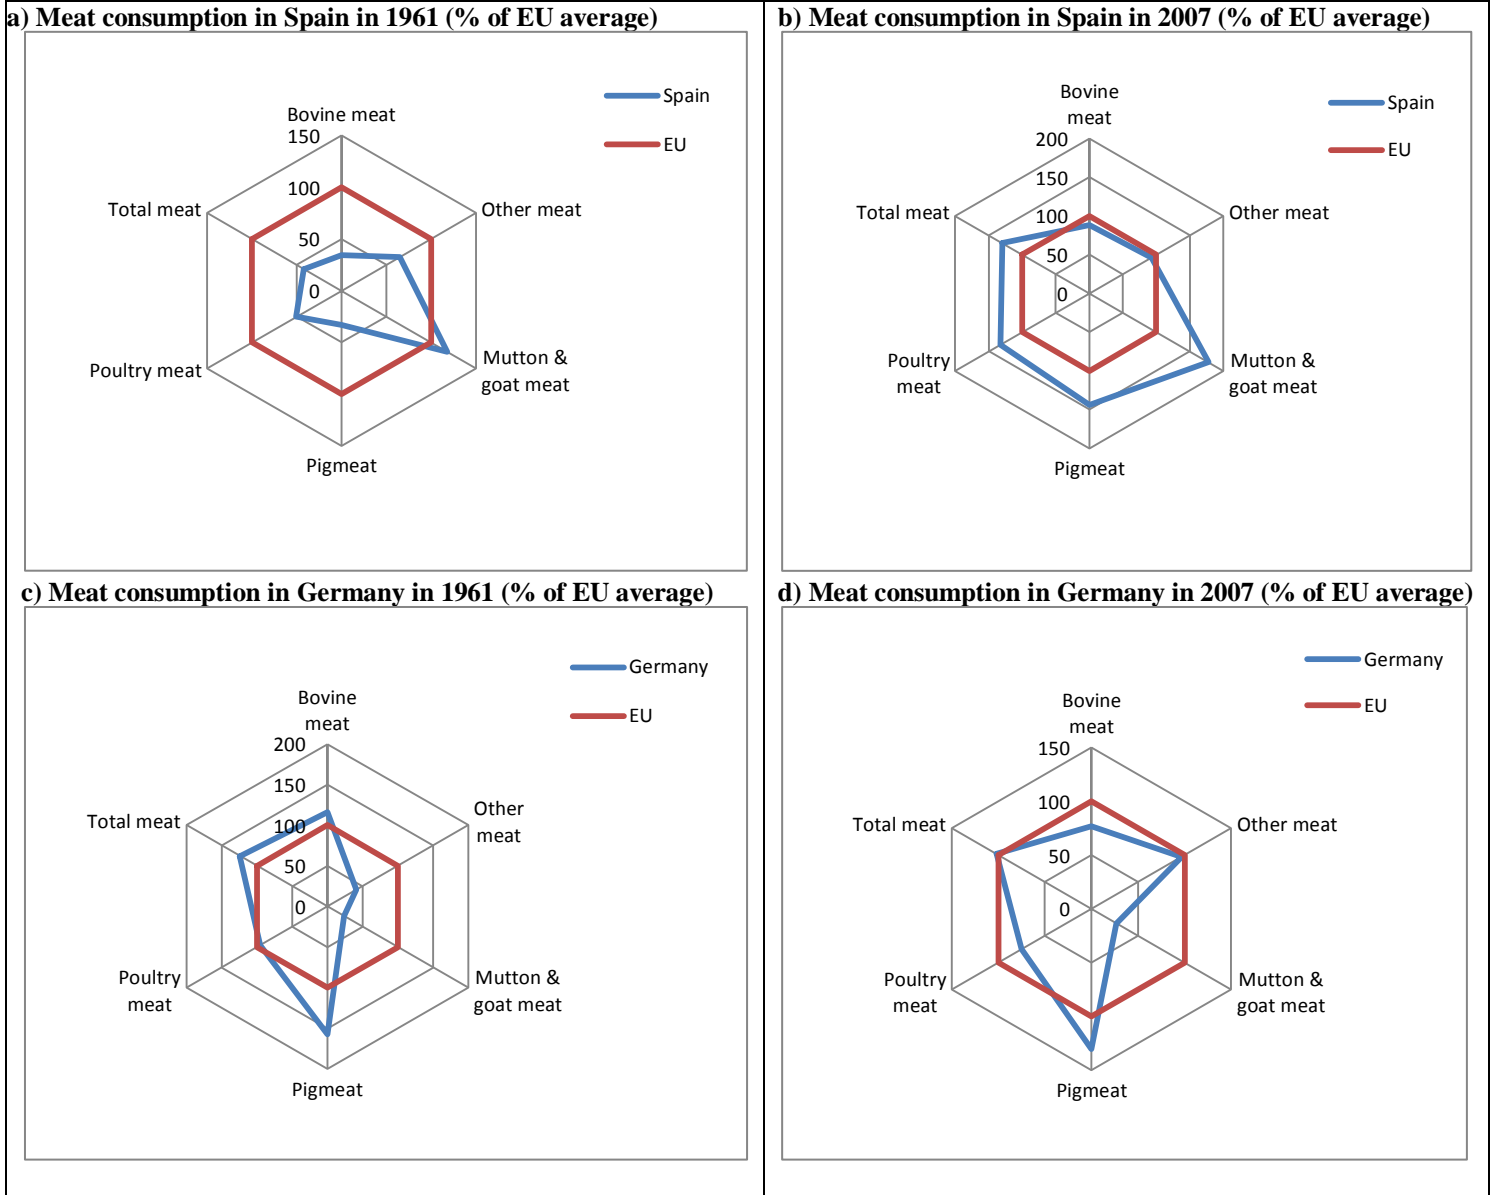 a) Meat consumption in Spain in 1961 (% of EU average)
Spain
EU
Bovine meat
150
100
50
0
Other meat
Mutton &
goat meat
Pigmeat
Poultry meat
Total meat
b) Meat consumption in Spain in 2007 (% of EU average)
Spain
EU
Bovine
meat
200
150
100
50
0
Other meat
Mutton &
goat meat
Pigmeat
Poultry
meat
Total meat
c) Meat consumption in Germany in 1961 (% of EU average)
Germany
EU
Bovine
meat
200
150
100
50
0
Other
meat
Mutton &
goat meat
Pigmeat
Poultry
meat
Total meat
d) Meat consumption in Germany in 2007 (% of EU average)
Germany
EU
Bovine
meat
150
100
50
0
Other meat
Mutton &
goat meat
Pigmeat
Poultry
meat
Total meat